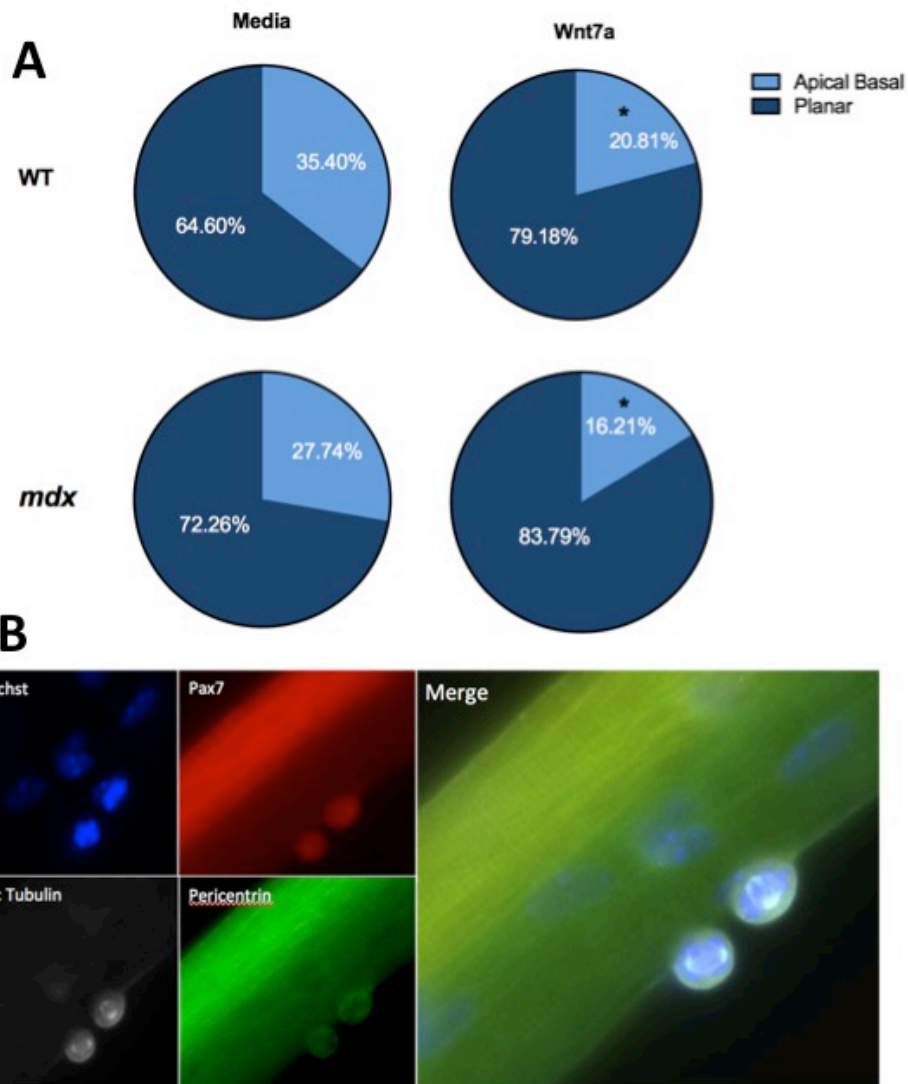 Media
Wnt7a
A
Apical Basal
Planar
WT
35.40%
64.60%
*
20.81%
79.18%
mdx
27.74%
72.26%
*
16.21%
83.79%
B
chst
Pax7
Merge
Tubulin
Pericentrin